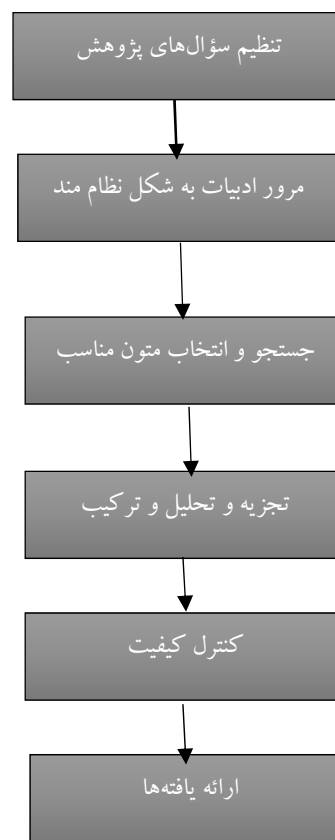 تنظیم سؤال‌های پژوهش
مرور ادبیات به شکل نظام مند
جستجو و انتخاب متون مناسب
تجزیه و تحلیل و ترکیب
کنترل کیفیت
ارائه یافته‌ها